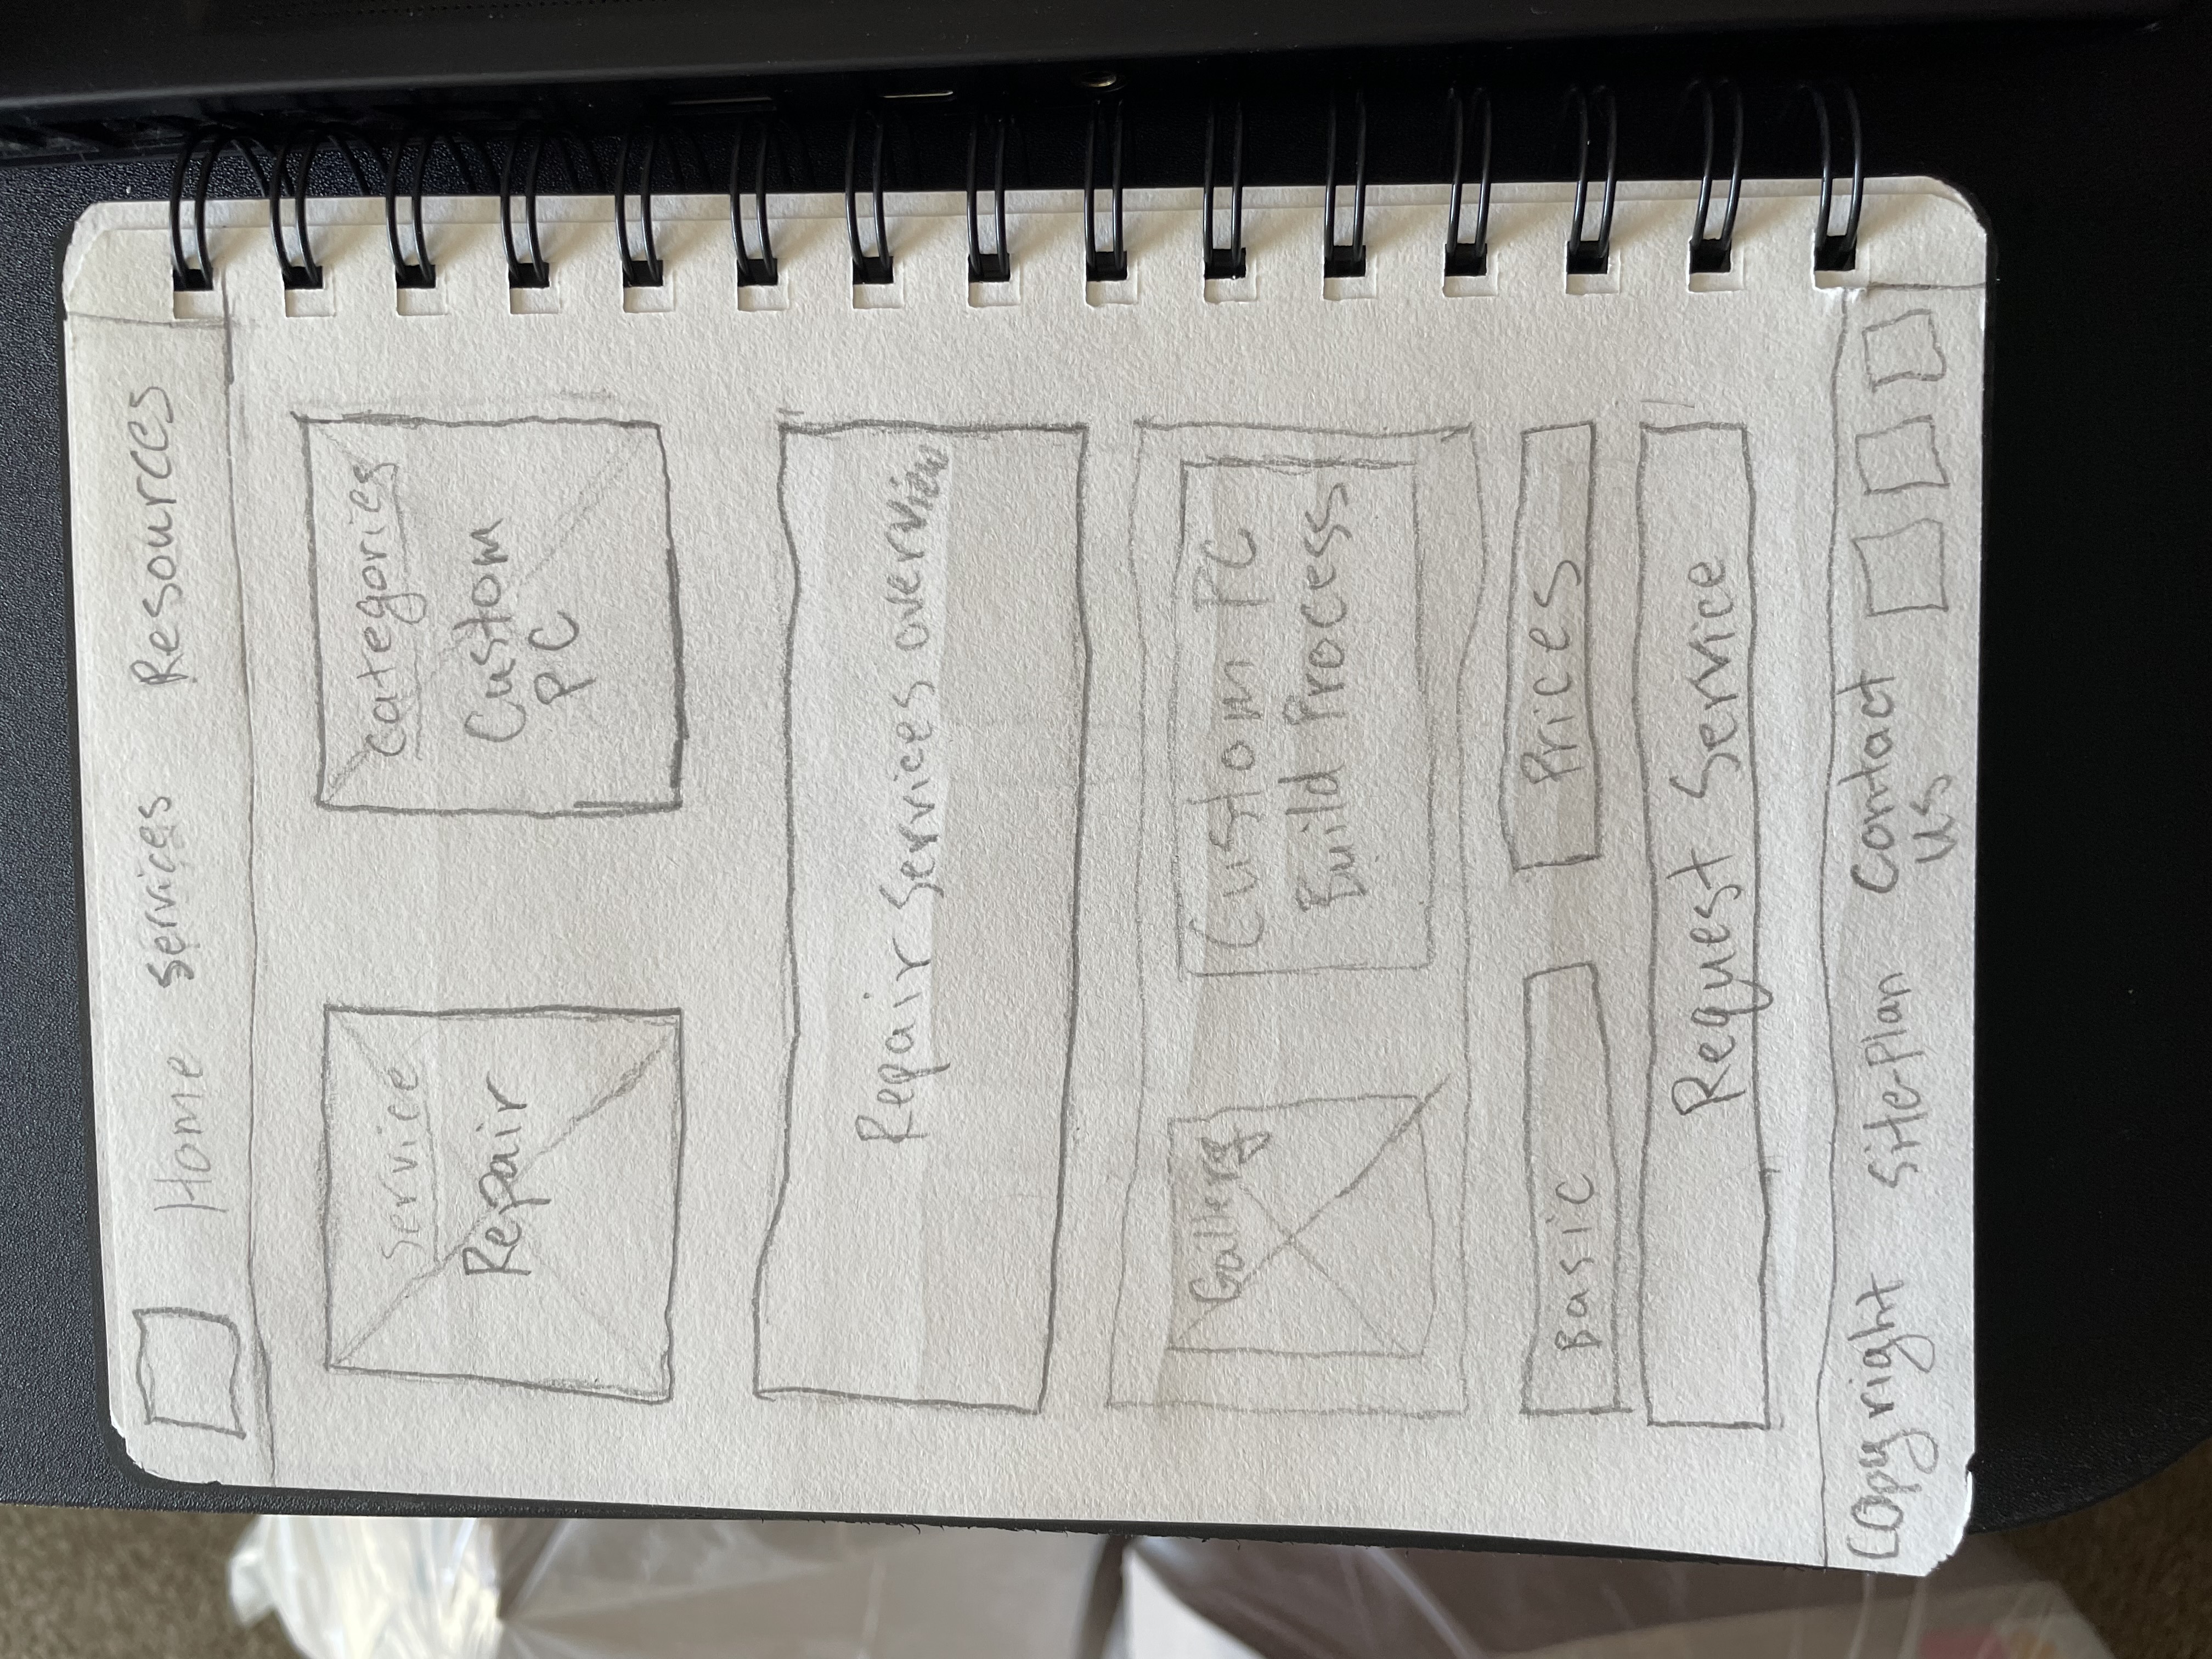 Home Services Resources
Service
Repair
Categories
Custom
PC
Repair Services overview
Gallery
Custom PC
Build Process
Basic
Prices
Request Service
Copyright Site-Plan Contact
us